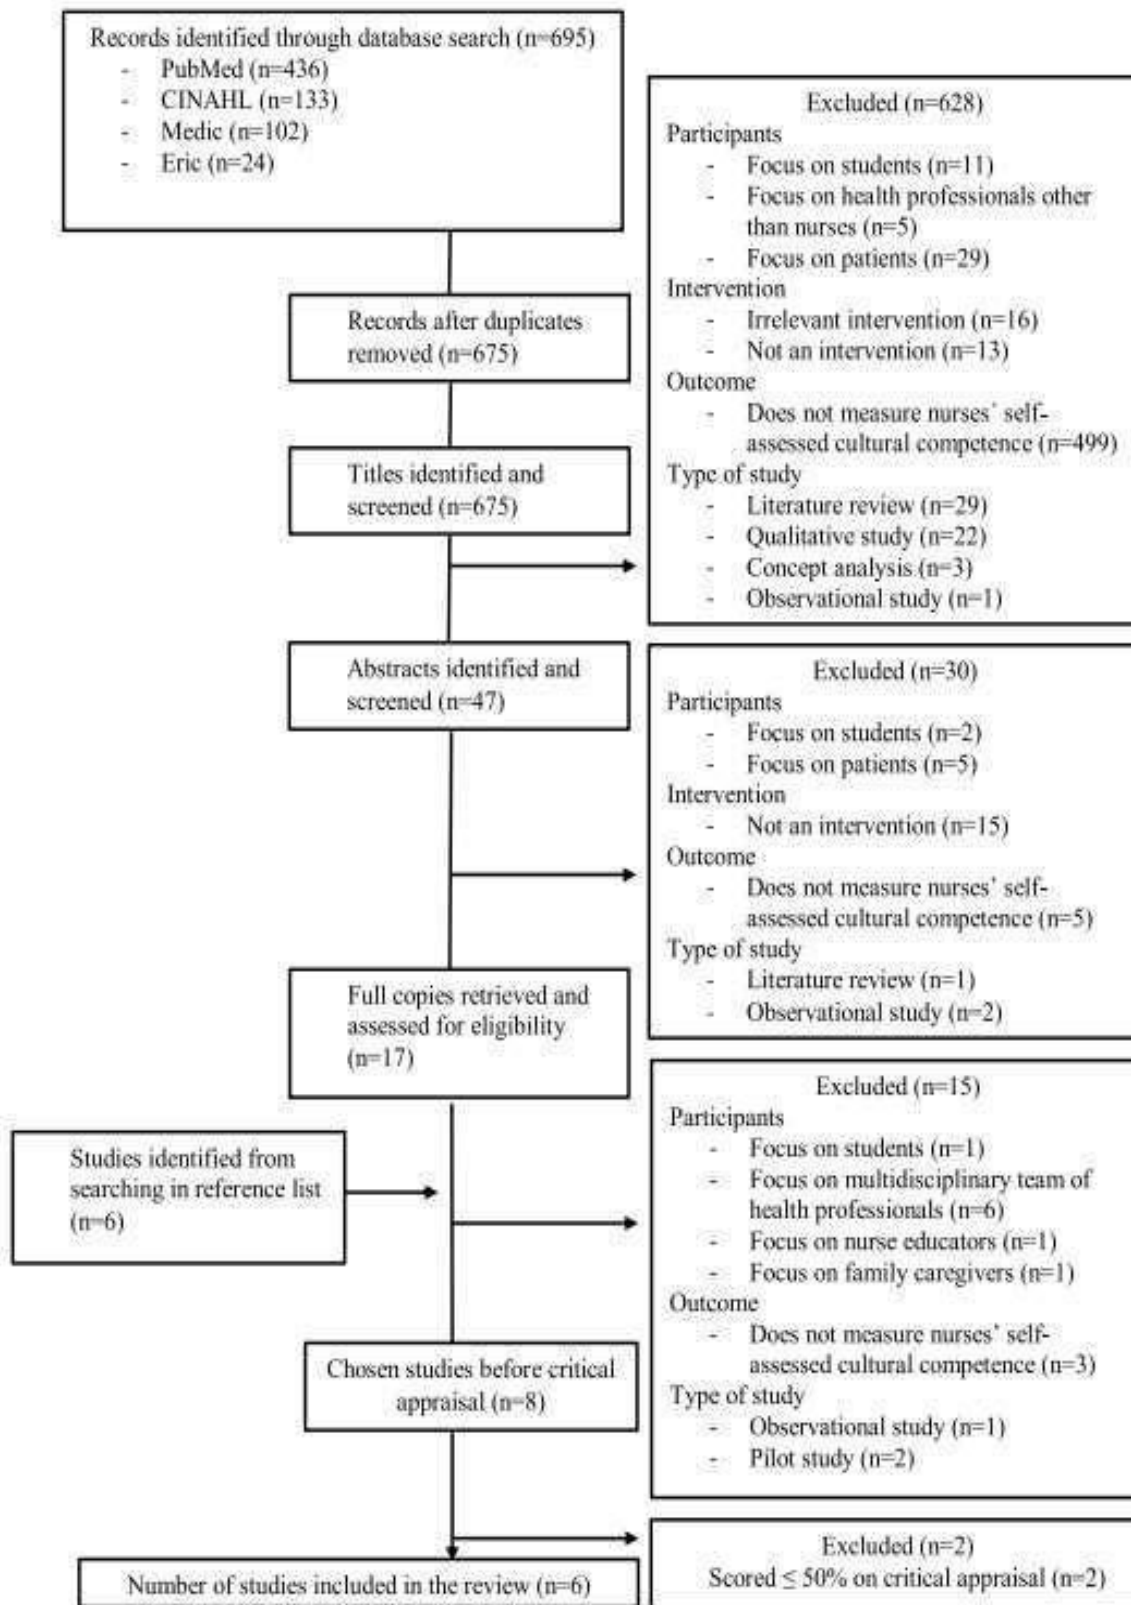 Records identified through database search (n=695)
- PubMed (n=436)
- CINAHL (n=133)
- Medic (n=102)
- Eric (n=24)
Excluded (n=628)
Participants
- Focus on students (n=11)
- Focus on health professionals other
than nurses (n=5)
- Focus on patients (n=29)
Intervention
- Irrelevant intervention (n=16)
- Not an intervention (n=13)
Outcome
- Does not measure nurses´ self-
assessed cultural competence (n=499)
Type of study
- Literature review (n=29)
- Qualitative study (n=22)
- Concept analysis (n=3)
- Observational study (n=1)
Records after duplicates
removed (n=675)
Titles identified and
screened (n=675)
Abstracts identified and
screened (n=47)
Excluded (n=30)
Participants
- Focus on students (n=2)
- Focus on patients (n=5)
Intervention
- Not an intervention (n=15)
Outcome
- Does not measure nurses’ self-
assessed cultural competence (n=5)
Type of study
- Literature review (n=1)
- Observational study (n=2)
Full copies retrieved and
assessed for eligibility
(n=17)
Studies identified from
searching in reference list
(n=6)
Excluded (n=15)
Participants
- Focus on students (n=1)
- Focus on multidisciplinary team of
health professionals (n=6)
- Focus on nurse educators (n=1)
- Focus on family caregivers (n=1)
Outcome
- Does not measure nurses’ self-
assessed cultural competence (n=3)
Type of study
- Observational study (n=1)
- Pilot study (n=2)
Chosen studies before critical
appraisal (n=8)
Excluded (n=2)
Scored ≤ 50% on critical appraisal (n=2)
Number of studies included in the review (n=6)